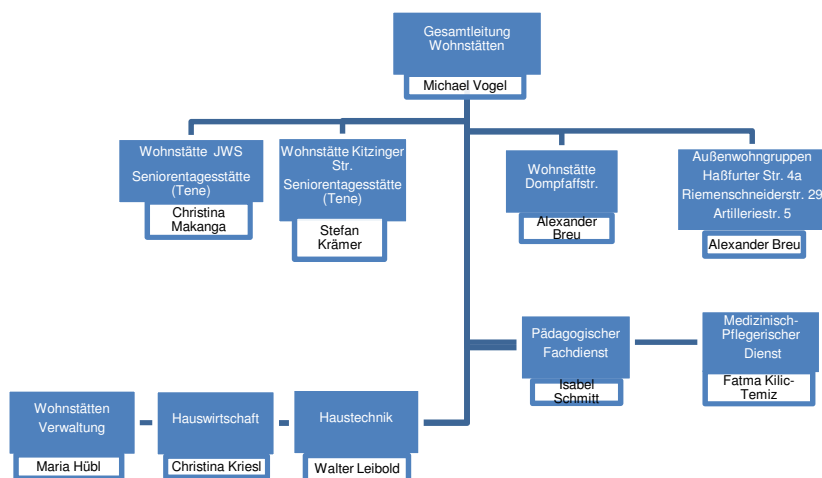 Gesamtleitung
Wohnstätten
Michael Vogel
Wohnstätte JWS
Seniorentagesstätte
(Tene)
Christina
Makanga
Wohnstätte Kitzinger
Str.
Seniorentagesstätte
(Tene)
Stefan
Krämer
Wohnstätte
Dompfaffstr.
Alexander
Breu
Außenwohngruppen
Haßfurter Str. 4a
Riemenschneiderstr. 29
Artilleriestr. 5
Alexander Breu
Pädagogischer
Fachdienst
Isabel
Schmitt
Medizinisch-
Pflegerischer
Dienst
Fatma Kilic-
Temiz
Wohnstätten
Verwaltung
Maria Hübl
Hauswirtschaft
Christina Kriesl
Haustechnik
Walter Leibold